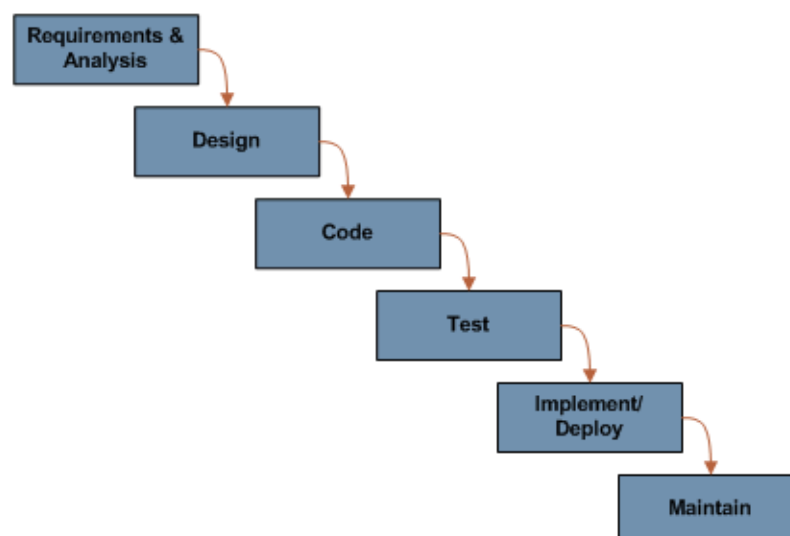 Requirements &
Analysis
Design
Code
Test
Implement/
Deploy
Maintain